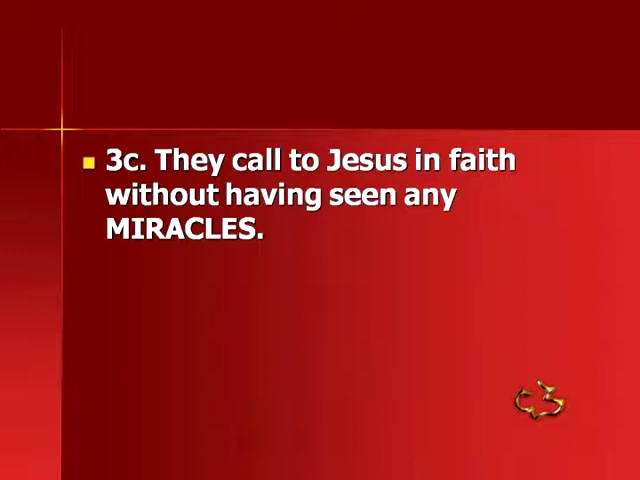 3c. They call to Jesus in faith
without having seen any
MIRACLES.